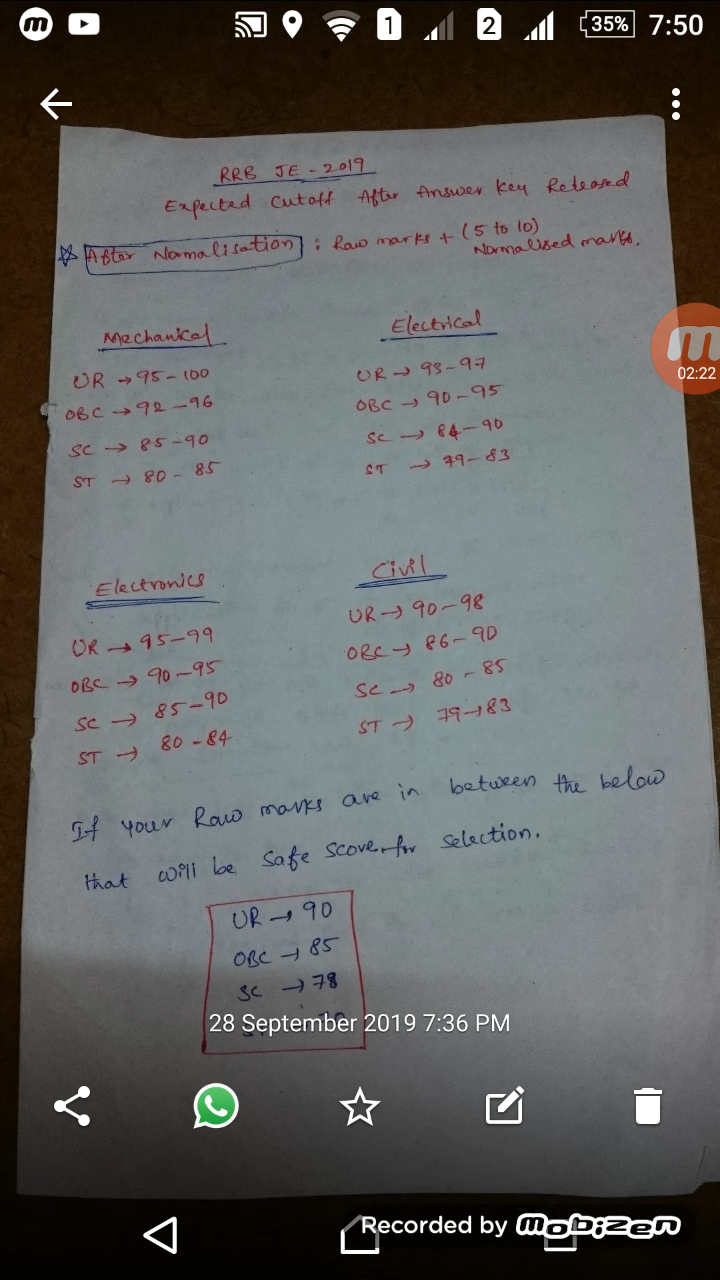 m 1 2 35% 7:50
RRB JE - 2019
Expected Cutoff After Answer Key Released
After Normalisation : Raw marks + (5 to 10)
Normalised marks.
m
02:22
Mechanical
UR → 95-100
OBC → 92-96
SC → 85-90
ST → 80-85
Electrical
UR → 93-97
OBC → 90-95
SC → 84-90
ST → 79-83
Electronics
UR → 95-99
OBC → 90-95
SC → 85-90
ST → 80-84
Civil
UR → 90-98
OBC → 86-90
SC → 80-85
ST → 79→83
If your Raw marks are in between the below
that will be safe score for selection.
UR → 90
OBC → 85
SC → 78
28 September 2019 7:36 PM
Recorded by mobizen